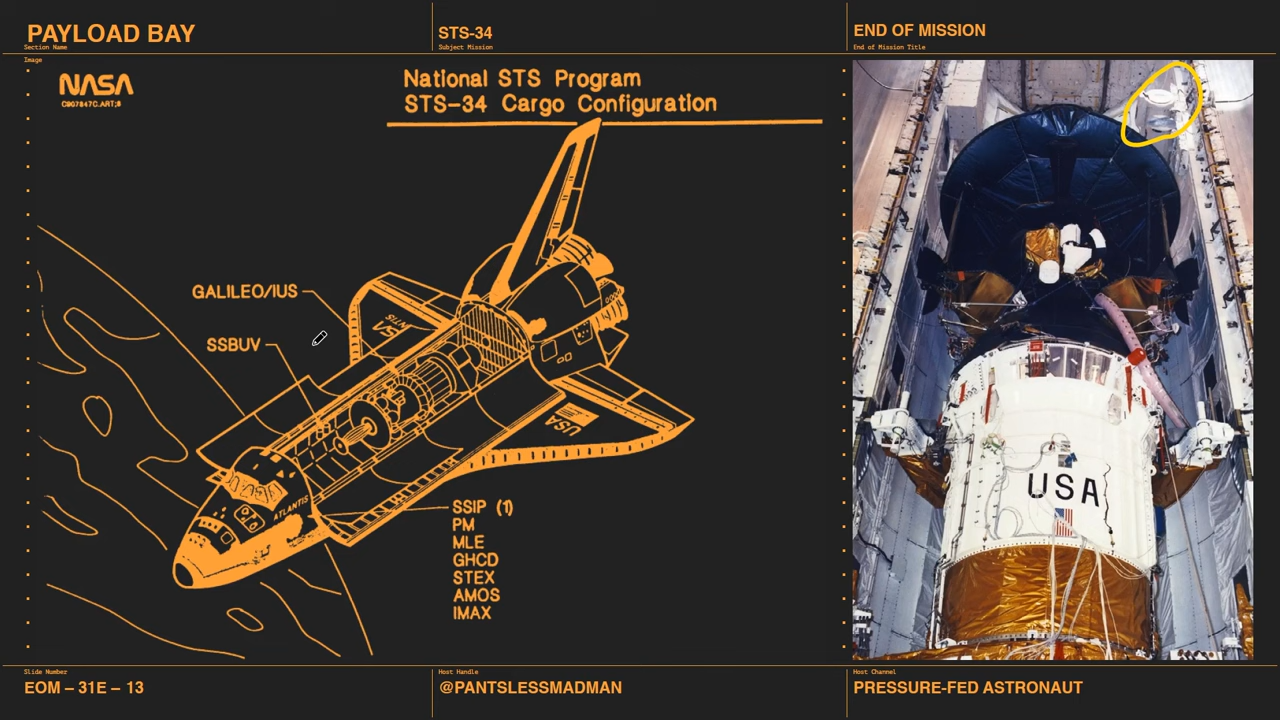 PAYLOAD BAY
Section Name
STS-34
Subject Mission
END OF MISSION
End of Mission Title
Image
NASA
National STS Program
STS-34 Cargo Configuration
GALILEO/IUS
SSBUV
USA
USA
ATLANTIS
SSIP (1)
PM
MLE
GHCD
STEX
AMOS
IMAX
USA
Slide Number
EOM – 31E – 13
Host Handle
@PANTSLESSMADMAN
Host Channel
PRESSURE-FED ASTRONAUT